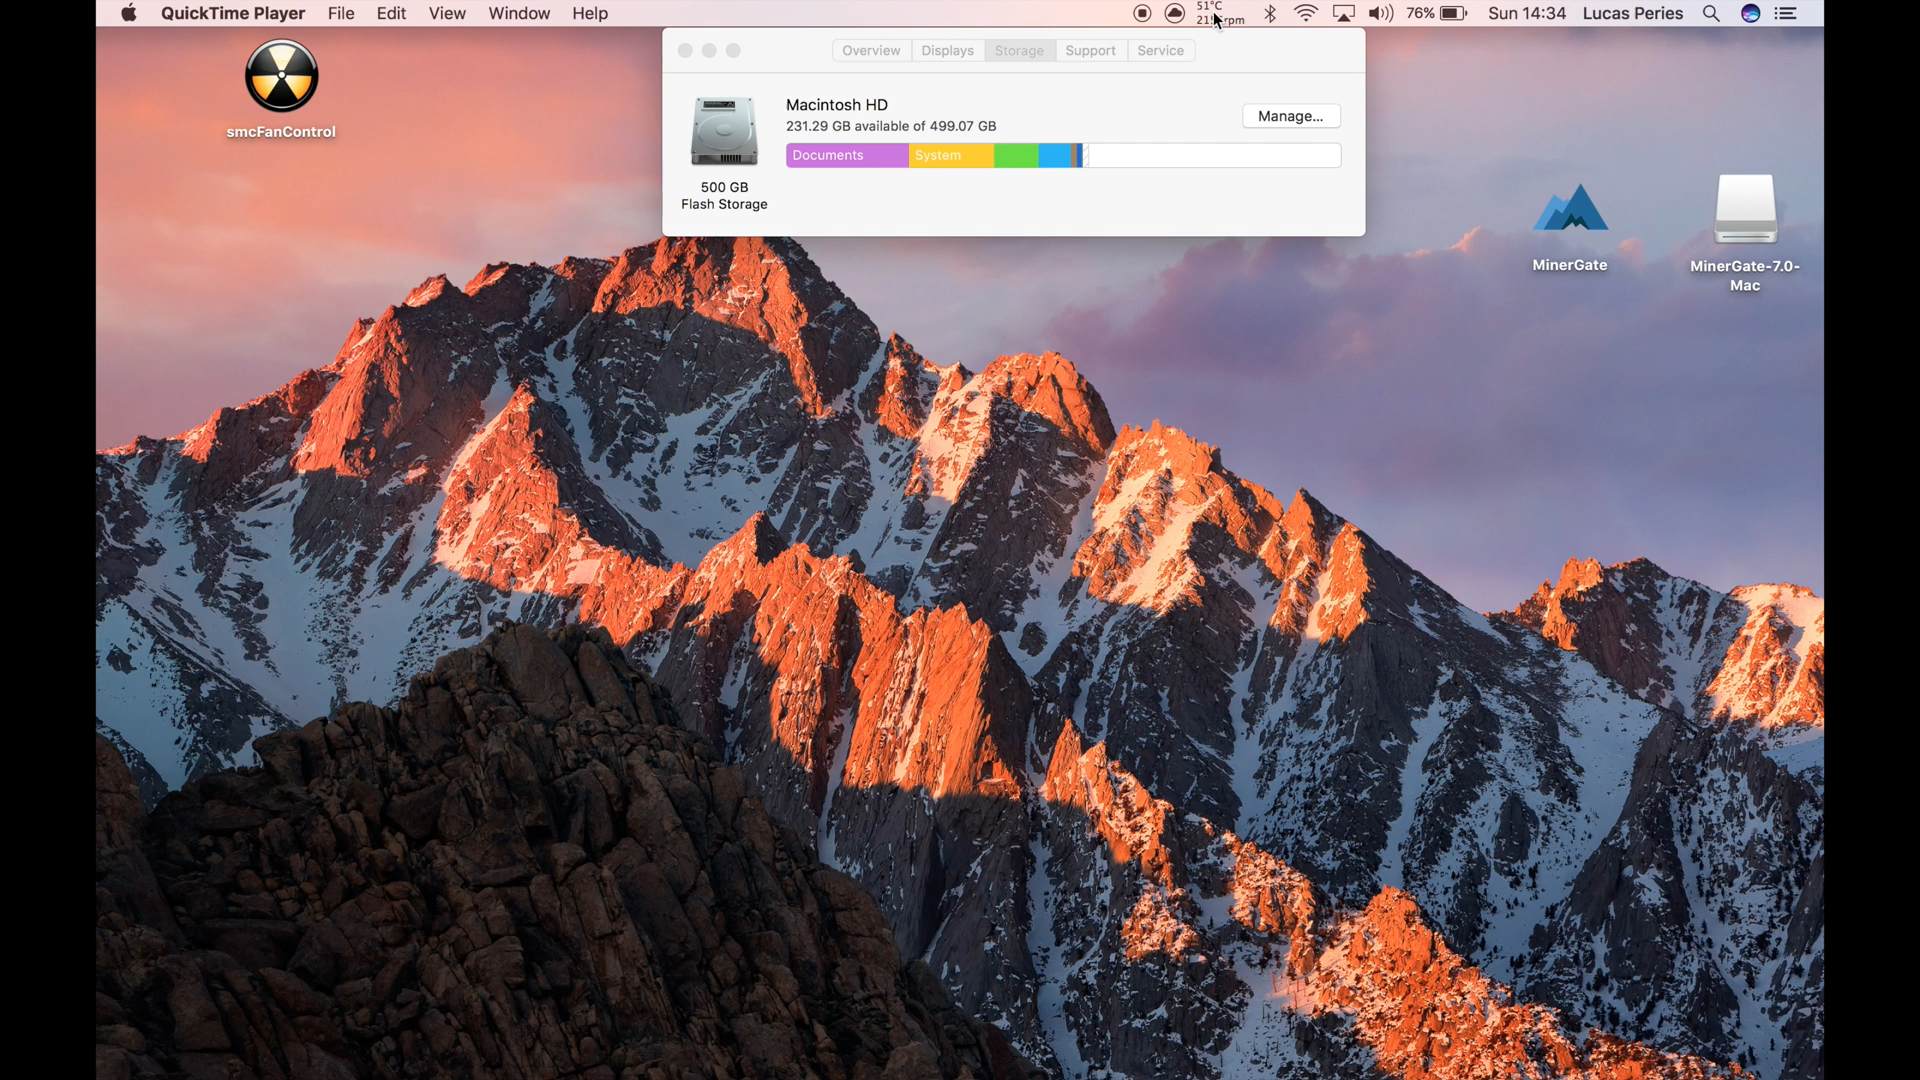 QuickTime Player File Edit View Window Help 51°C 76% Sun 14:34 Lucas Peries
rpm
Overview Displays Storage Support Service
Macintosh HD
231.29 GB available of 499.07 GB
Manage...
Documents System
500 GB
Flash Storage
smcFanControl
MinerGate
MinerGate-7.0-
Mac